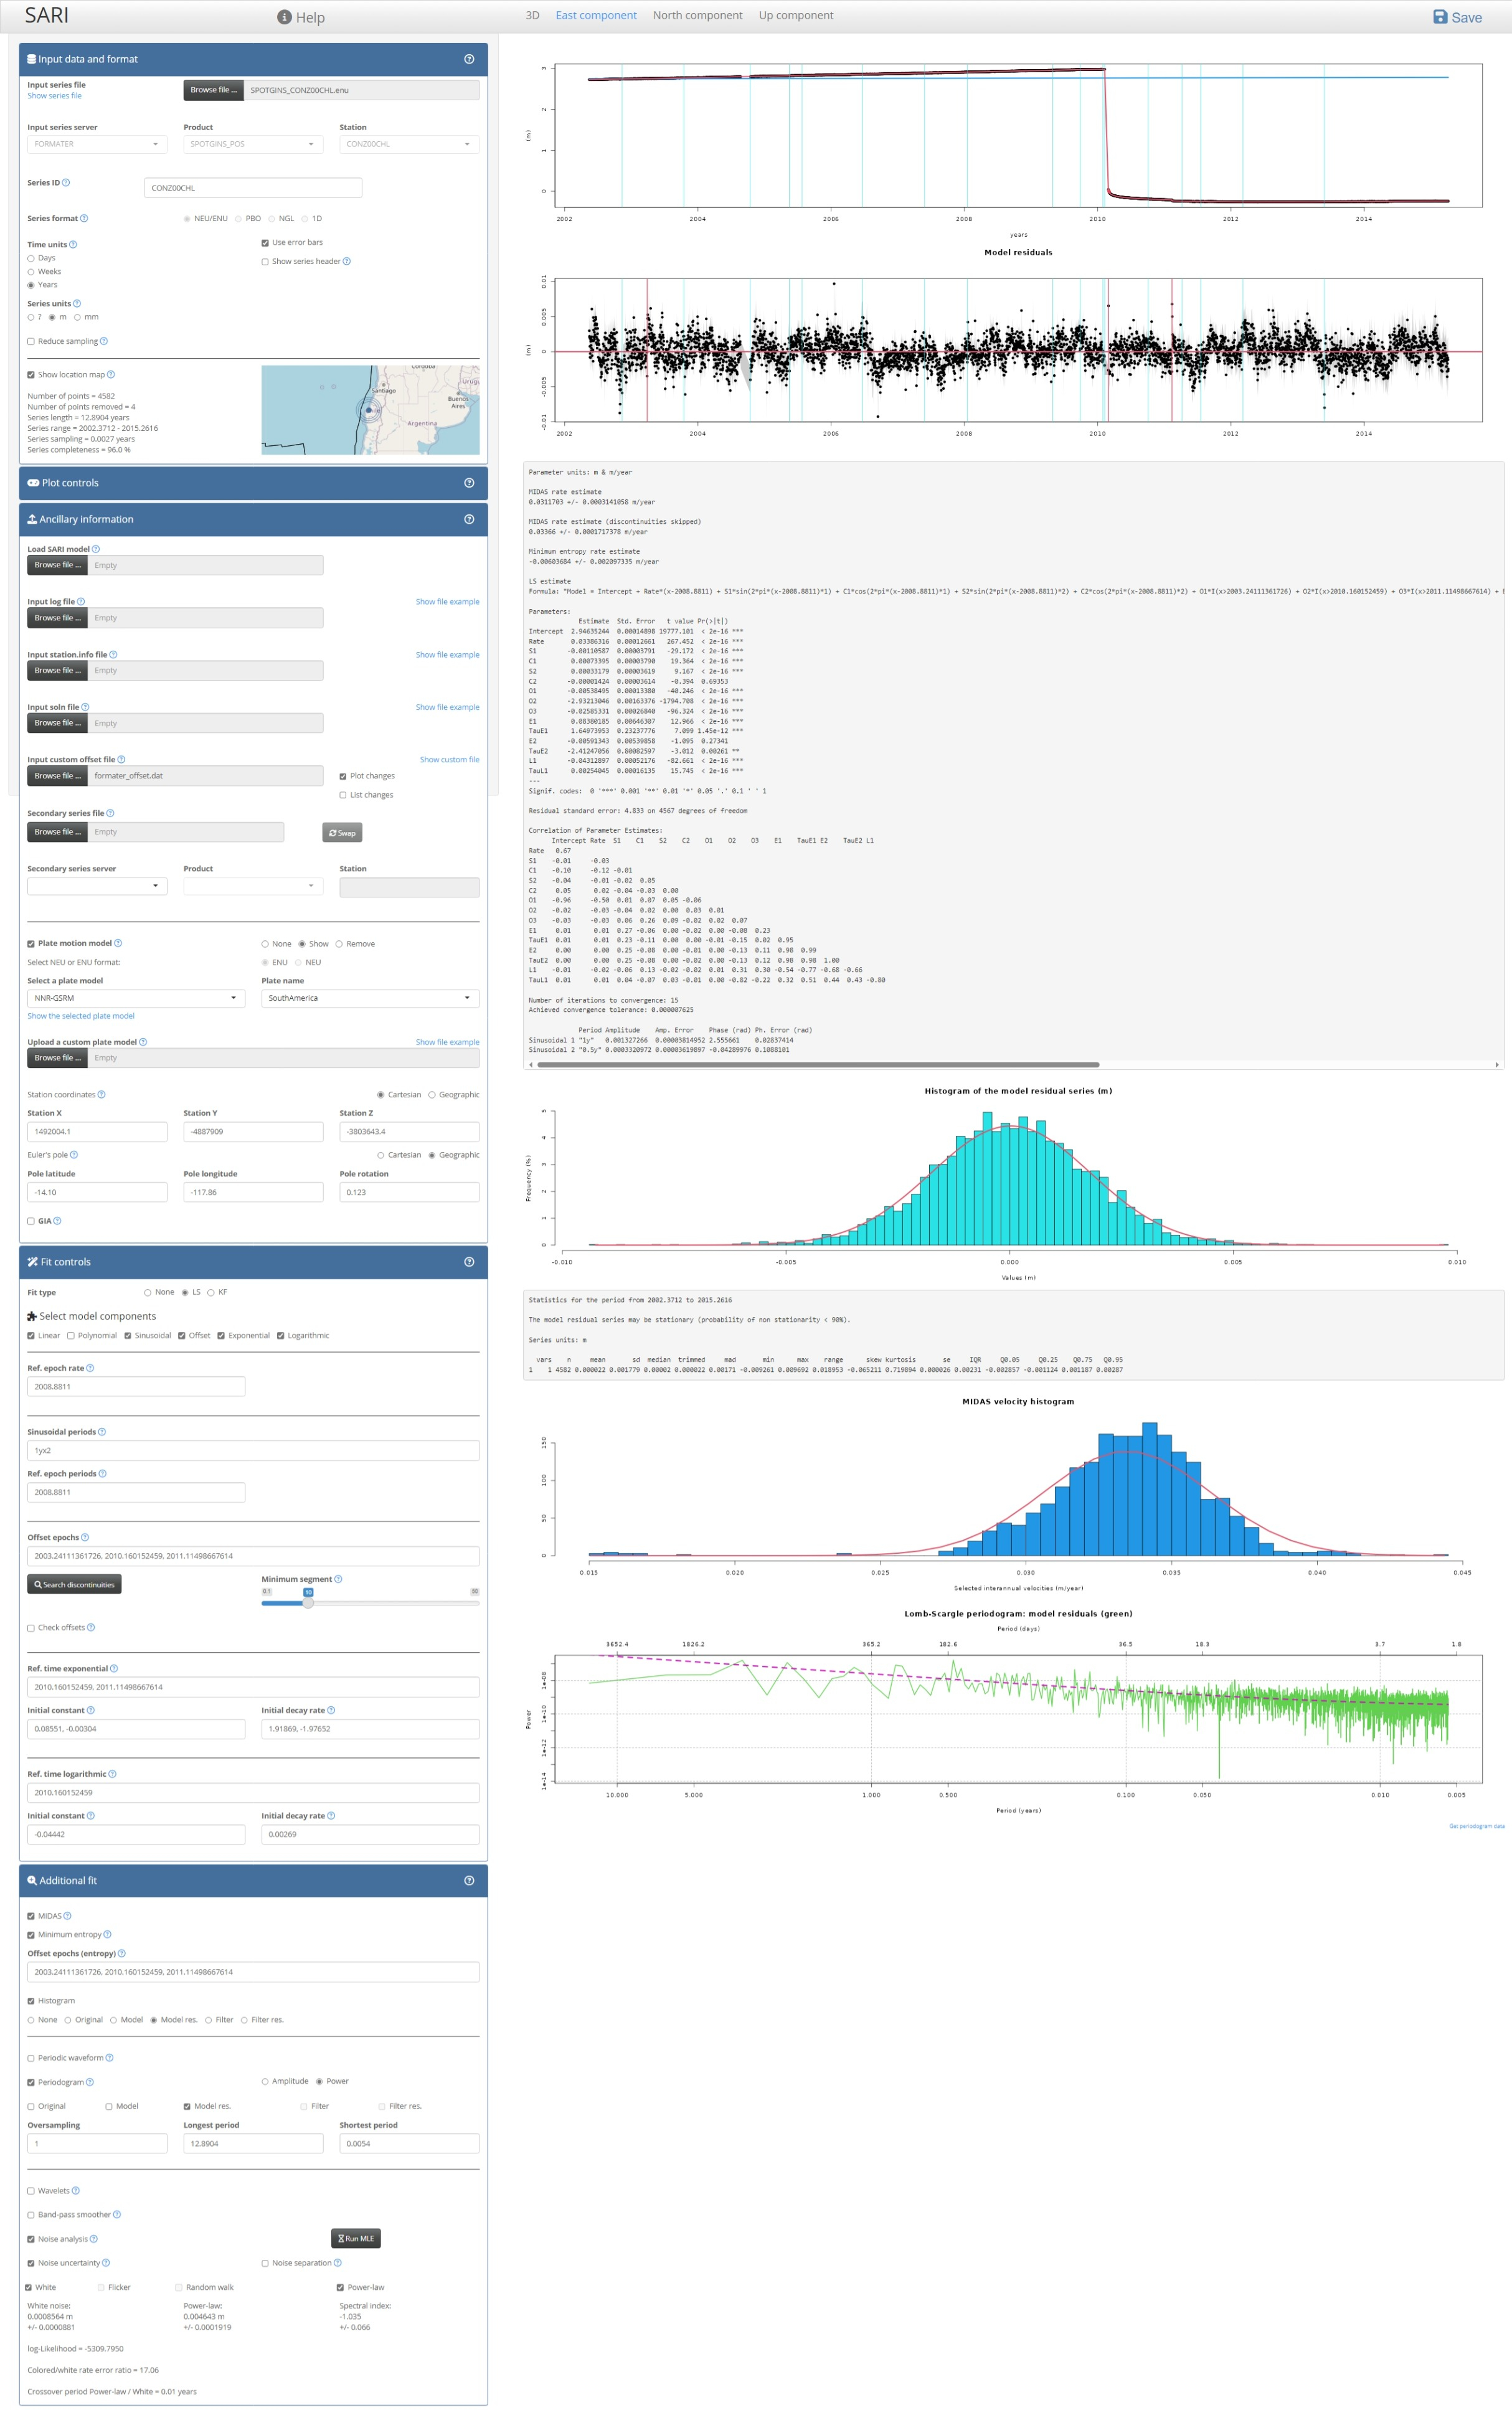 SARI
Help
3D East component North component Up component
Save
Input data and format
Input series file
Show series file
Browse file ... SPOTGINS_CONZ00CHL.enu
Input series server Product Station
FORMATER SPOTGINS_POS CONZ00CHL
Series ID CONZ00CHL
Series format NEU/ENU PBO NGL 1D
Time units
Days
Weeks
Years
Use error bars
Show series header
Series units
? m mm
Reduce sampling
Show location map
Number of points = 4582
Number of points removed = 4
Series length = 12.8904 years
Series range = 2002.3712 - 2015.2616
Series sampling = 0.0027 years
Series completeness = 96.0 %
Santiago
Buenos
Aires
Argentina
Plot controls
Ancillary information
Load SARI model
Browse file ... Empty
Input log file Show file example
Browse file ... Empty
Input station.info file Show file example
Browse file ... Empty
Input soln file Show file example
Browse file ... Empty
Input custom offset file Show custom file
Browse file ... formater_offset.dat
Plot changes
List changes
Secondary series file
Browse file ... Empty
Swap
Secondary series server Product Station
Plate motion model None Show Remove
Select NEU or ENU format: ENU NEU
Select a plate model Plate name
NNR-GSRM SouthAmerica
Show the selected plate model
Upload a custom plate model Show file example
Browse file ... Empty
Station coordinates Cartesian Geographic
Station X Station Y Station Z
1492004.1 -4887909 -3803643.4
Euler's pole Cartesian Geographic
Pole latitude Pole longitude Pole rotation
-14.10 -117.86 0.123
GIA
Fit controls
Fit type None LS KF
Select model components
Linear Polynomial Sinusoidal Offset Exponential Logarithmic
Ref. epoch rate
2008.8811
Sinusoidal periods
1yx2
Ref. epoch periods
2008.8811
Offset epochs
2003.24111361726, 2010.160152459, 2011.11498667614
Search discontinuities
Minimum segment
0.1 10 50
Check offsets
Ref. time exponential
2010.160152459, 2011.11498667614
Initial constant Initial decay rate
0.08551, -0.00304 1.91869, -1.97652
Ref. time logarithmic
2010.160152459
Initial constant Initial decay rate
-0.04442 0.00269
Additional fit
MIDAS
Minimum entropy
Offset epochs (entropy)
2003.24111361726, 2010.160152459, 2011.11498667614
Histogram
None Original Model Model res. Filter Filter res.
Periodic waveform
Periodogram Amplitude Power
Original Model Model res. Filter Filter res.
Oversampling Longest period Shortest period
1 12.8904 0.0054
Wavelets
Band-pass smoother
Noise analysis Run MLE
Noise uncertainty Noise separation
White Flicker Random walk Power-law
White noise: Power-law: Spectral index:
0.0008564 m 0.004643 m -1.035
+/- 0.0000881 +/- 0.0001919 +/- 0.066
log-Likelihood = -5309.7950
Colored/white rate error ratio = 17.06
Crossover period Power-law / White = 0.01 years
(m)
3
2
1
0
2002 2004 2006 2008 2010 2012 2014
years
Model residuals
(m)
0.01
0.005
0
-0.005
-0.01
2002 2004 2006 2008 2010 2012 2014
Parameter units: m & m/year
MIDAS rate estimate
0.0311703 +/- 0.0003141058 m/year
MIDAS rate estimate (discontinuities skipped)
0.03366 +/- 0.0001717378 m/year
Minimum entropy rate estimate
-0.00603684 +/- 0.002097335 m/year
LS estimate
Formula: "Model = Intercept + Rate*(x-2008.8811) + S1*sin(2*pi*(x-2008.8811)*1) + C1*cos(2*pi*(x-2008.8811)*1) + S2*sin(2*pi*(x-2008.8811)*2) + C2*cos(2*pi*(x-2008.8811)*2) + O1*I(x>2003.24111361726) + O2*I(x>2010.160152459) + O3*I(x>2011.11498667614) +
Parameters:
Estimate Std. Error t value Pr(>|t|)
Intercept 2.94635244 0.00014898 19777.101 < 2e-16 ***
Rate 0.03386316 0.00012661 267.452 < 2e-16 ***
S1 -0.00110587 0.00003791 -29.172 < 2e-16 ***
C1 0.00073395 0.00003790 19.364 < 2e-16 ***
S2 0.00033179 0.00003619 9.167 < 2e-16 ***
C2 -0.00001424 0.00003614 -0.394 0.69353
O1 -0.00538495 0.00013380 -40.246 < 2e-16 ***
O2 -2.93213046 0.00163376 -1794.708 < 2e-16 ***
O3 -0.02585331 0.00026840 -96.324 < 2e-16 ***
E1 0.08380185 0.00646307 12.966 < 2e-16 ***
TauE1 1.64973953 0.23237776 7.099 1.45e-12 ***
E2 -0.00591343 0.00539858 -1.095 0.27341
TauE2 -2.41247056 0.80082597 -3.012 0.00261 **
L1 -0.04312897 0.00052176 -82.661 < 2e-16 ***
TauL1 0.00254045 0.00016135 15.745 < 2e-16 ***
---
Signif. codes: 0 '***' 0.001 '**' 0.01 '*' 0.05 '.' 0.1 ' ' 1
Residual standard error: 4.833 on 4567 degrees of freedom
Correlation of Parameter Estimates:
Intercept Rate S1 C1 S2 C2 O1 O2 O3 E1 TauE1 E2 TauE2 L1
Rate 0.67
S1 -0.01 -0.03
C1 -0.10 -0.12 -0.01
S2 -0.04 -0.01 -0.02 0.05
C2 0.05 0.02 -0.04 -0.03 0.00
O1 -0.96 -0.50 0.01 0.07 0.05 -0.06
O2 -0.02 -0.03 -0.04 0.02 0.00 0.03 0.01
O3 -0.03 -0.03 0.06 0.26 0.09 -0.02 0.02 0.07
E1 0.01 0.01 0.27 -0.06 0.00 -0.02 0.00 -0.08 0.23
TauE1 0.01 0.01 0.23 -0.11 0.00 0.00 -0.01 -0.15 0.02 0.95
E2 0.00 0.00 0.25 -0.08 0.00 -0.01 0.00 -0.13 0.11 0.98 0.99
TauE2 0.00 0.00 0.25 -0.08 0.00 -0.02 0.00 -0.13 0.12 0.98 0.98 1.00
L1 -0.01 -0.02 -0.06 0.13 -0.02 -0.02 0.01 0.31 0.30 -0.54 -0.77 -0.68 -0.66
TauL1 0.01 0.01 0.04 -0.07 0.03 -0.01 0.00 -0.82 -0.22 0.32 0.51 0.44 0.43 -0.80
Number of iterations to convergence: 15
Achieved convergence tolerance: 0.000007625
Period Amplitude Amp. Error Phase (rad) Ph. Error (rad)
Sinusoidal 1 "1y" 0.001327266 0.00003814952 2.555661 0.02837414
Sinusoidal 2 "0.5y" 0.0003320972 0.00003619897 -0.04289976 0.1088101
Histogram of the model residual series (m)
Frequency (%)
5
4
3
2
1
0
-0.010 -0.005 0.000 0.005 0.010
Values (m)
Statistics for the period from 2002.3712 to 2015.2616
The model residual series may be stationary (probability of non stationarity < 90%).
Series units: m
vars n mean sd median trimmed mad min max range skew kurtosis se IQR Q0.05 Q0.25 Q0.75 Q0.95
1 1 4582 0.000022 0.001779 0.00002 0.000022 0.00171 -0.009261 0.009692 0.018953 -0.065211 0.719894 0.000026 0.00231 -0.002857 -0.001124 0.001187 0.00287
MIDAS velocity histogram
150
100
50
0
0.015 0.020 0.025 0.030 0.035 0.040 0.045
Selected interannual velocities (m/year)
Lomb-Scargle periodogram: model residuals (green)
Period (days)
3652.4 1826.2 365.2 182.6 36.5 18.3 3.7 1.8
Power
1e-08
1e-10
1e-12
1e-14
10.000 5.000 1.000 0.500 0.100 0.050 0.010 0.005
Period (years)
Get periodogram data